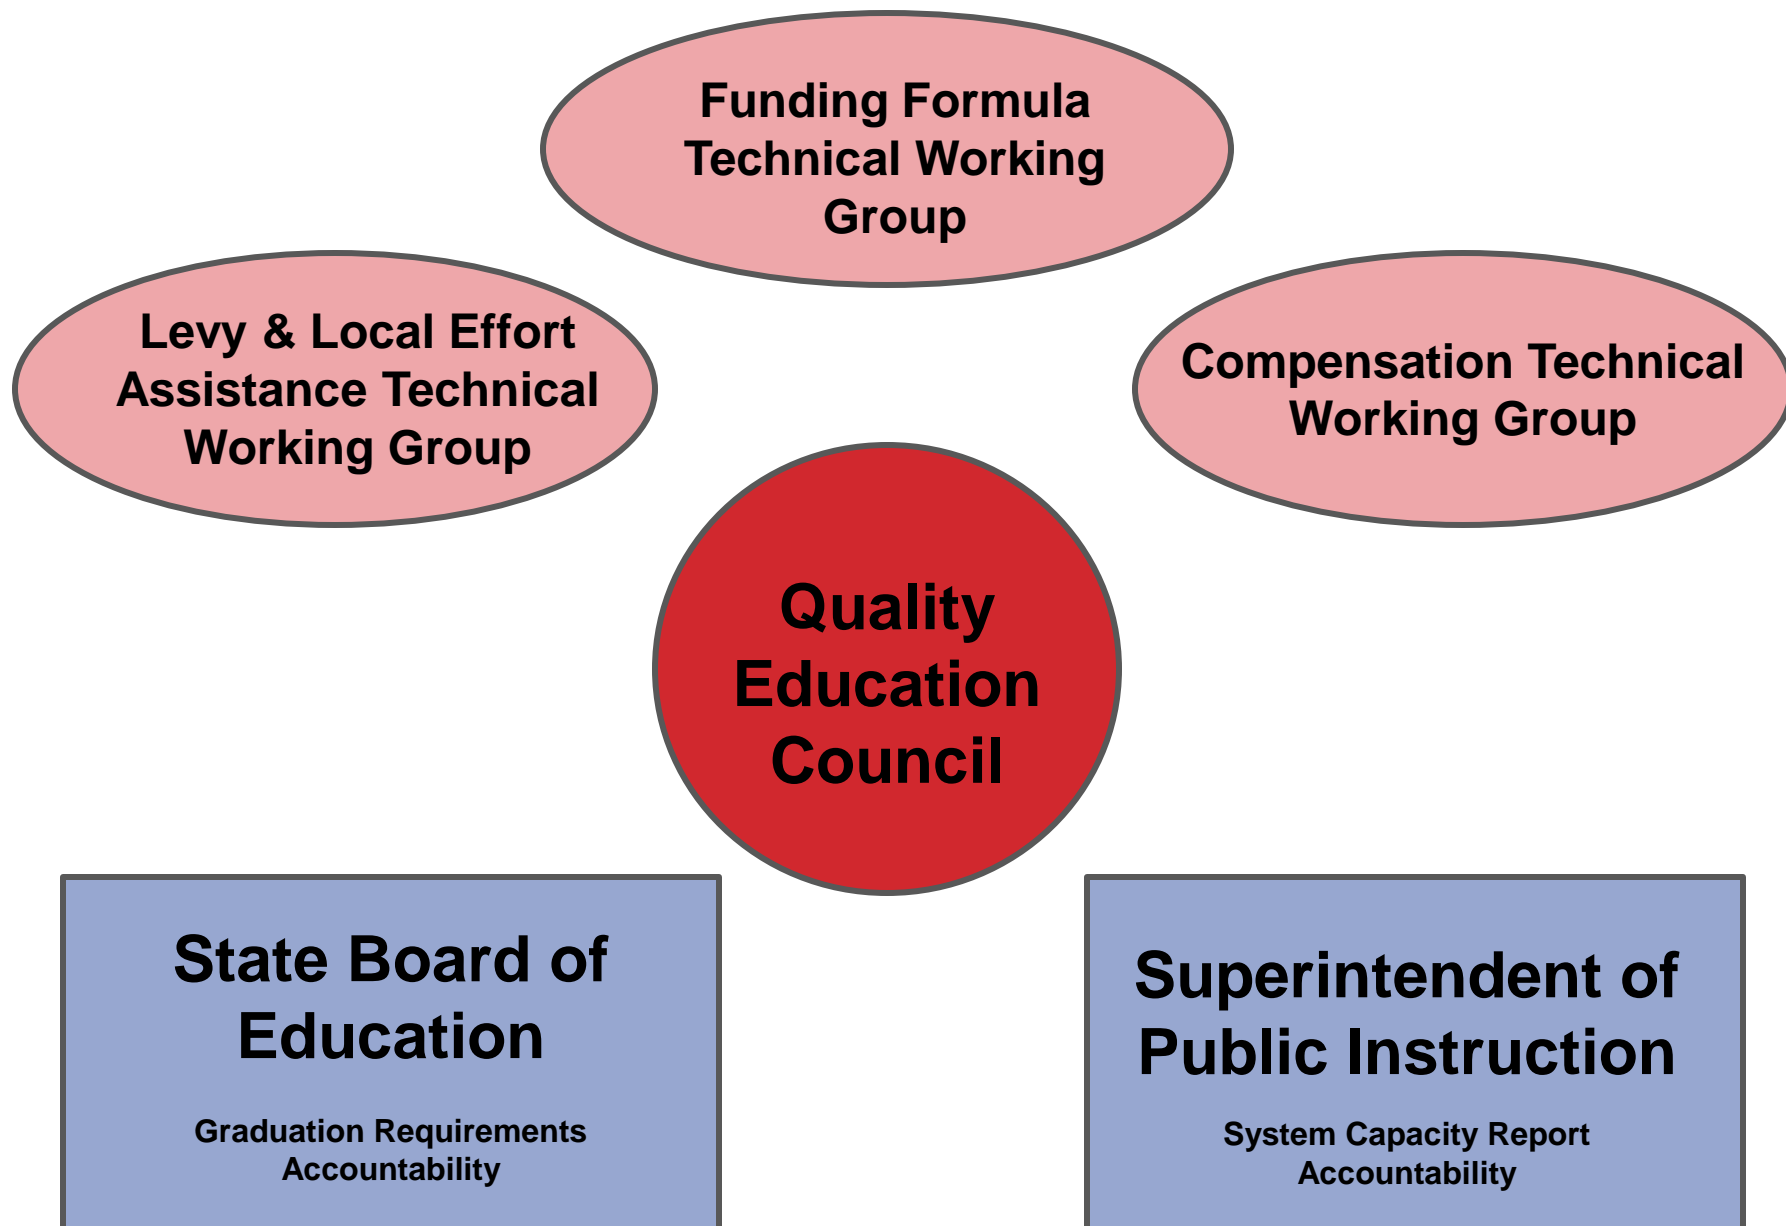 Funding Formula
Technical Working
Group
Levy & Local Effort
Assistance Technical
Working Group
Compensation Technical
Working Group
Quality
Education
Council
State Board of
Education
Graduation Requirements
Accountability
Superintendent of
Public Instruction
System Capacity Report
Accountability